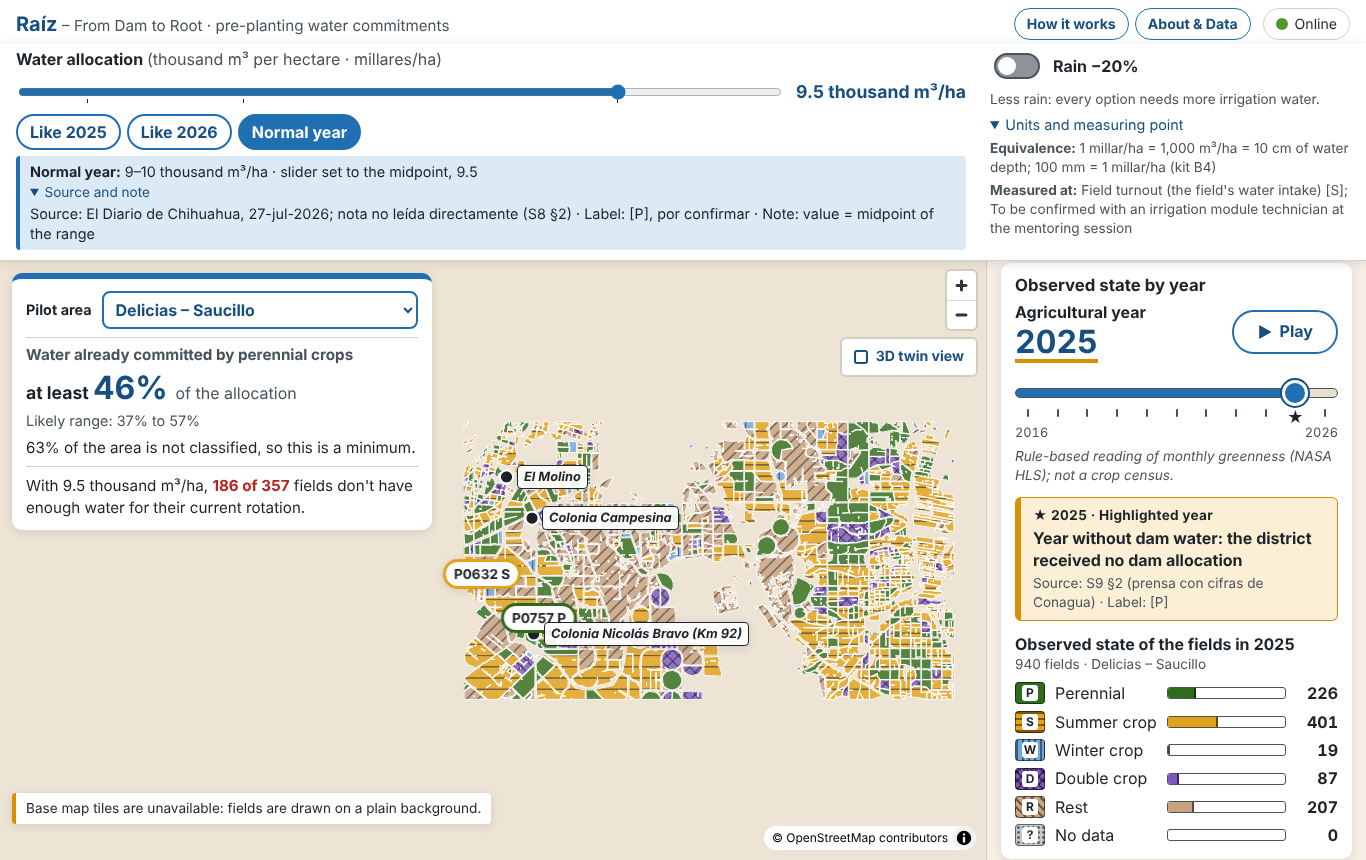 Raíz – From Dam to Root · pre-planting water commitments
How it works
About & Data
Online
Water allocation (thousand m³ per hectare · millares/ha)
9.5 thousand m³/ha
Like 2025
Like 2026
Normal year
Normal year: 9–10 thousand m³/ha · slider set to the midpoint, 9.5
▼ Source and note
Source: El Diario de Chihuahua, 27-jul-2026; nota no leída directamente (S8 §2) · Label: [P], por confirmar · Note: value = midpoint of
the range
Rain −20%
Less rain: every option needs more irrigation water.
▼ Units and measuring point
Equivalence: 1 millar/ha = 1,000 m³/ha = 10 cm of water
depth; 100 mm = 1 millar/ha (kit B4)
Measured at: Field turnout (the field's water intake) [S];
To be confirmed with an irrigation module technician at
the mentoring session
Pilot area
Delicias – Saucillo
Water already committed by perennial crops
at least 46% of the allocation
Likely range: 37% to 57%
63% of the area is not classified, so this is a minimum.
With 9.5 thousand m³/ha, 186 of 357 fields don't have
enough water for their current rotation.
+
−
3D twin view
El Molino
Colonia Campesina
P0632 S
P0757 P
Colonia Nicolás Bravo (Km 92)
Base map tiles are unavailable: fields are drawn on a plain background.
© OpenStreetMap contributors
Observed state by year
Agricultural year
2025
▶ Play
★
2016
2026
Rule-based reading of monthly greenness (NASA
HLS); not a crop census.
★ 2025 · Highlighted year
Year without dam water: the district
received no dam allocation
Source: S9 §2 (prensa con cifras de
Conagua) · Label: [P]
Observed state of the fields in 2025
940 fields · Delicias – Saucillo
P Perennial 226
S Summer crop 401
W Winter crop 19
D Double crop 87
R Rest 207
? No data 0